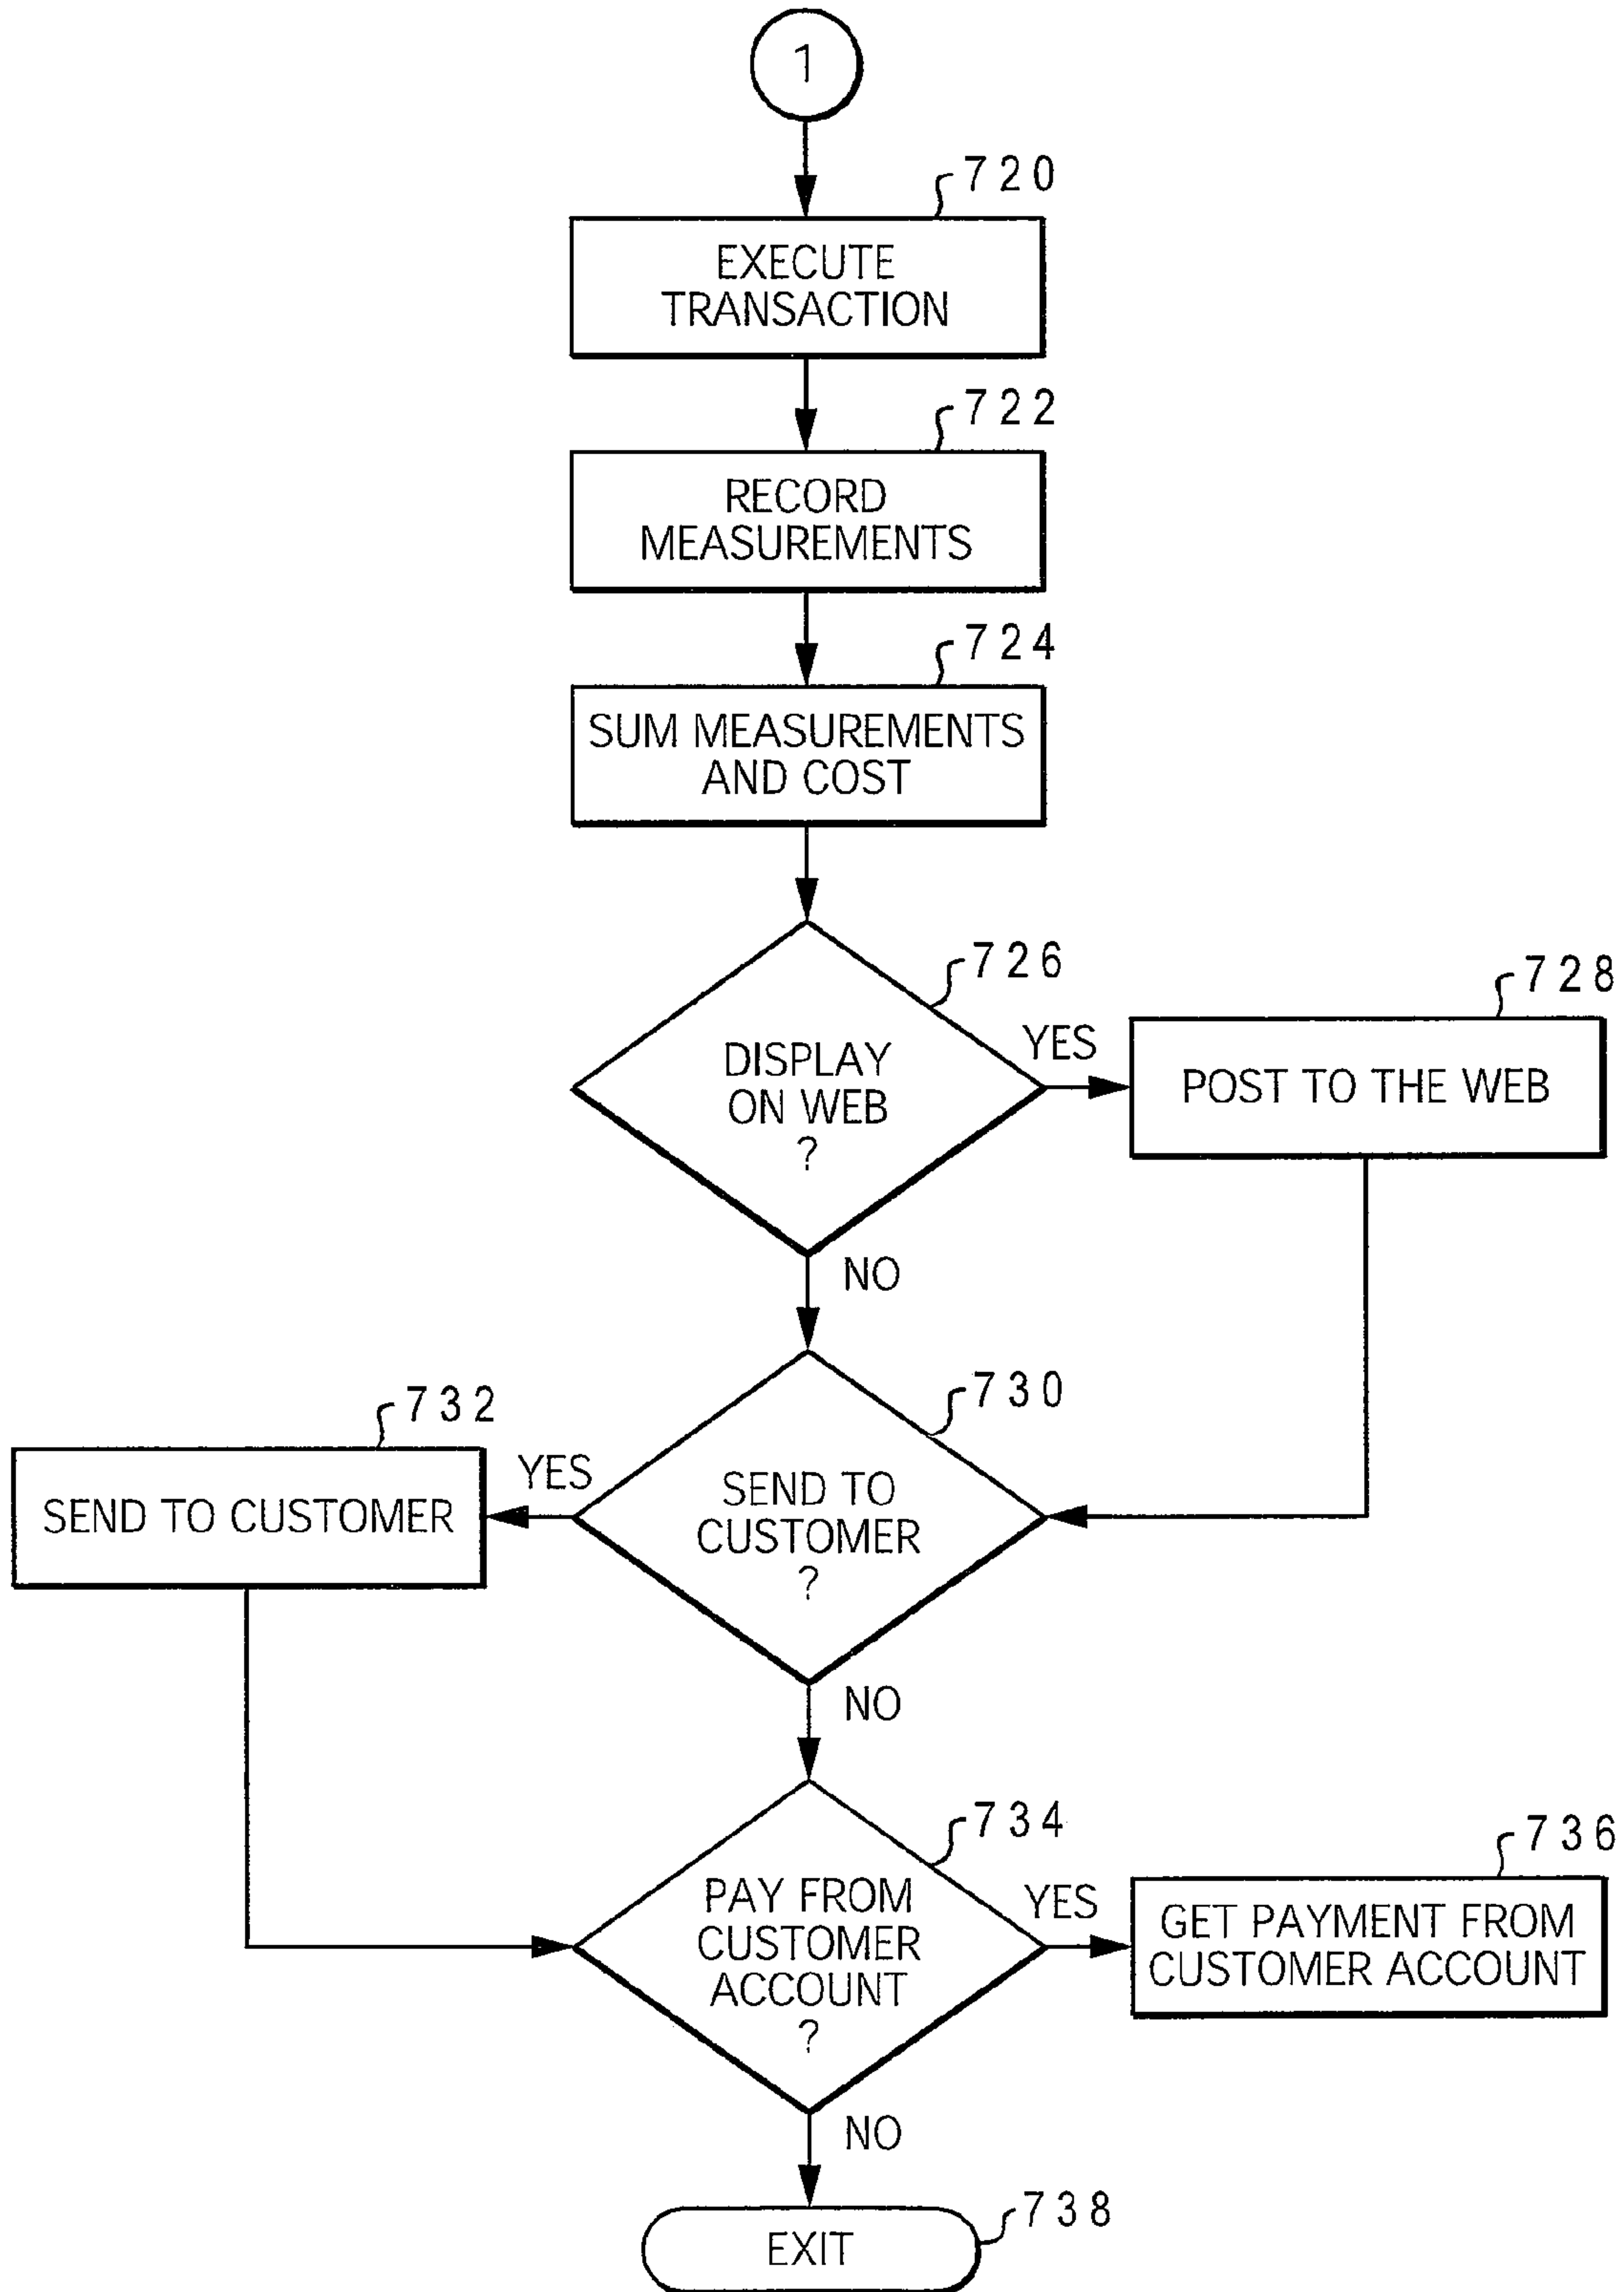 1
720
EXECUTE
TRANSACTION
722
RECORD
MEASUREMENTS
724
SUM MEASUREMENTS
AND COST
726
DISPLAY
ON WEB
?
YES
728
POST TO THE WEB
NO
730
SEND TO
CUSTOMER
?
YES
732
SEND TO CUSTOMER
NO
734
PAY FROM
CUSTOMER
ACCOUNT
?
YES
736
GET PAYMENT FROM
CUSTOMER ACCOUNT
NO
738
EXIT